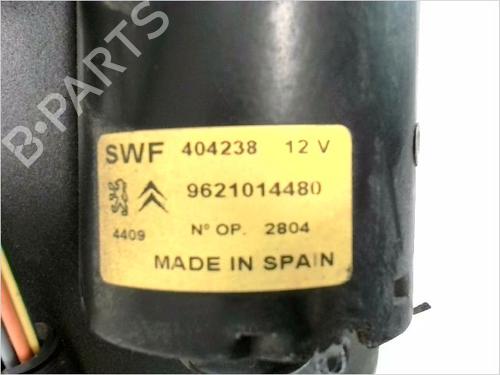 B-PARTS
SWF 404238 12 V
9621014480
4409 Nº OP. 2804
MADE IN SPAIN